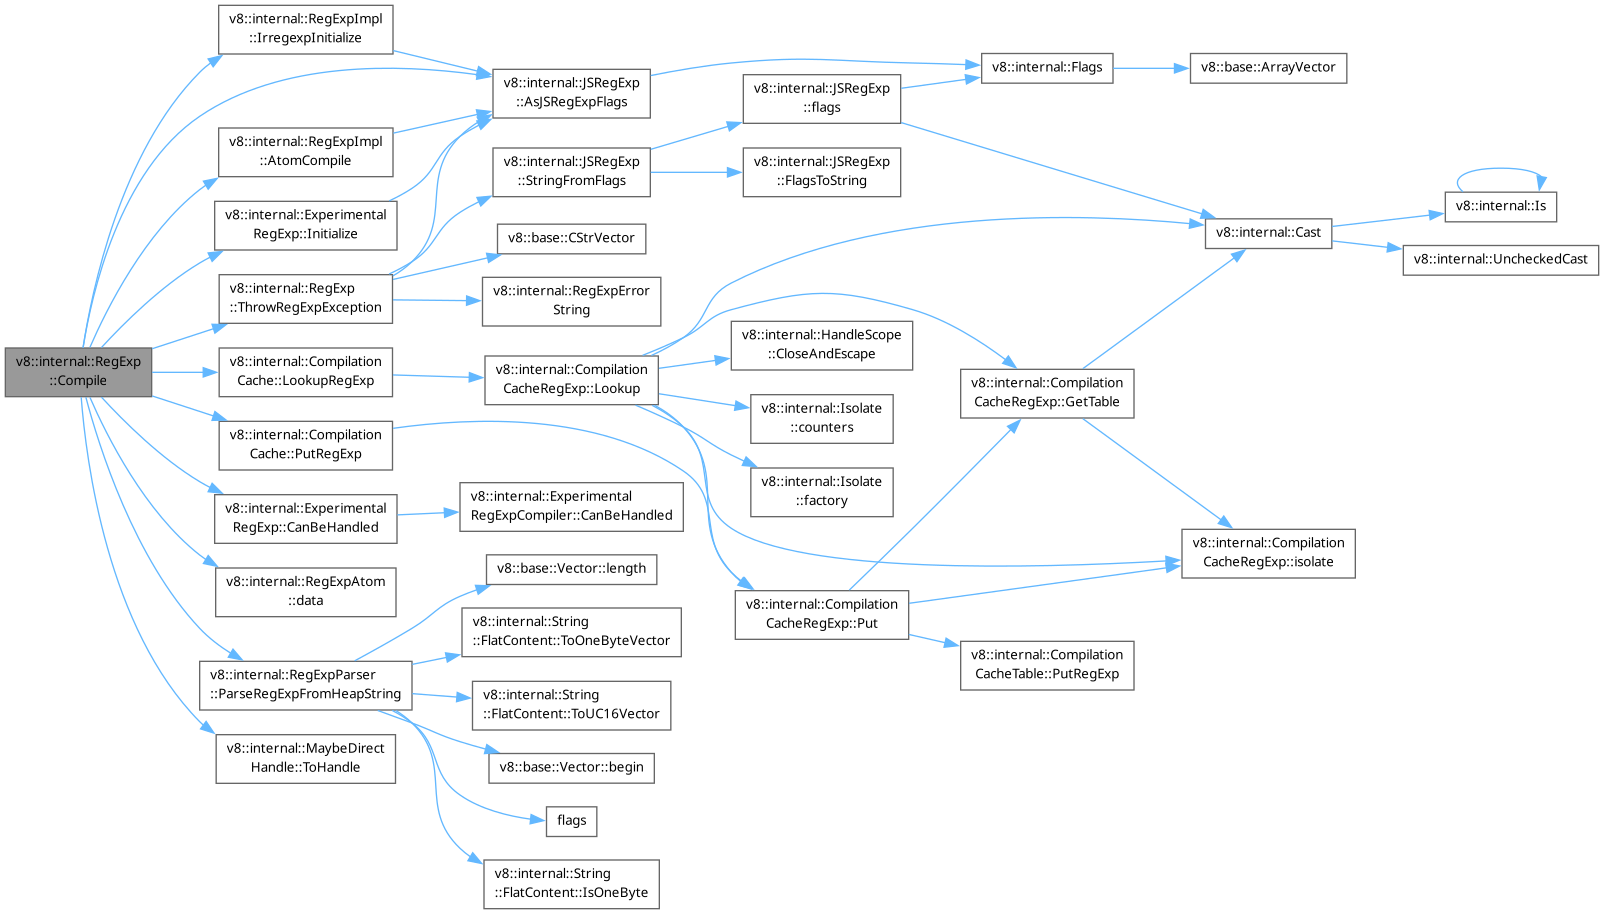 v8::internal::RegExp
::Compile
v8::internal::RegExpImpl
::IrregexpInitialize
v8::internal::RegExpImpl
::AtomCompile
v8::internal::Experimental
RegExp::Initialize
v8::internal::RegExp
::ThrowRegExpException
v8::internal::Compilation
Cache::LookupRegExp
v8::internal::Compilation
Cache::PutRegExp
v8::internal::Experimental
RegExp::CanBeHandled
v8::internal::RegExpAtom
::data
v8::internal::RegExpParser
::ParseRegExpFromHeapString
v8::internal::MaybeDirect
Handle::ToHandle
v8::internal::JSRegExp
::AsJSRegExpFlags
v8::internal::JSRegExp
::StringFromFlags
v8::base::CStrVector
v8::internal::RegExpError
String
v8::internal::Compilation
CacheRegExp::Lookup
v8::internal::Experimental
RegExpCompiler::CanBeHandled
v8::base::Vector::length
v8::internal::String
::FlatContent::ToOneByteVector
v8::internal::String
::FlatContent::ToUC16Vector
v8::base::Vector::begin
flags
v8::internal::String
::FlatContent::IsOneByte
v8::internal::JSRegExp
::flags
v8::internal::JSRegExp
::FlagsToString
v8::internal::HandleScope
::CloseAndEscape
v8::internal::Isolate
::counters
v8::internal::Isolate
::factory
v8::internal::Compilation
CacheRegExp::Put
v8::internal::Flags
v8::internal::Compilation
CacheRegExp::GetTable
v8::internal::Compilation
CacheTable::PutRegExp
v8::base::ArrayVector
v8::internal::Cast
v8::internal::Compilation
CacheRegExp::isolate
v8::internal::Is
v8::internal::UncheckedCast